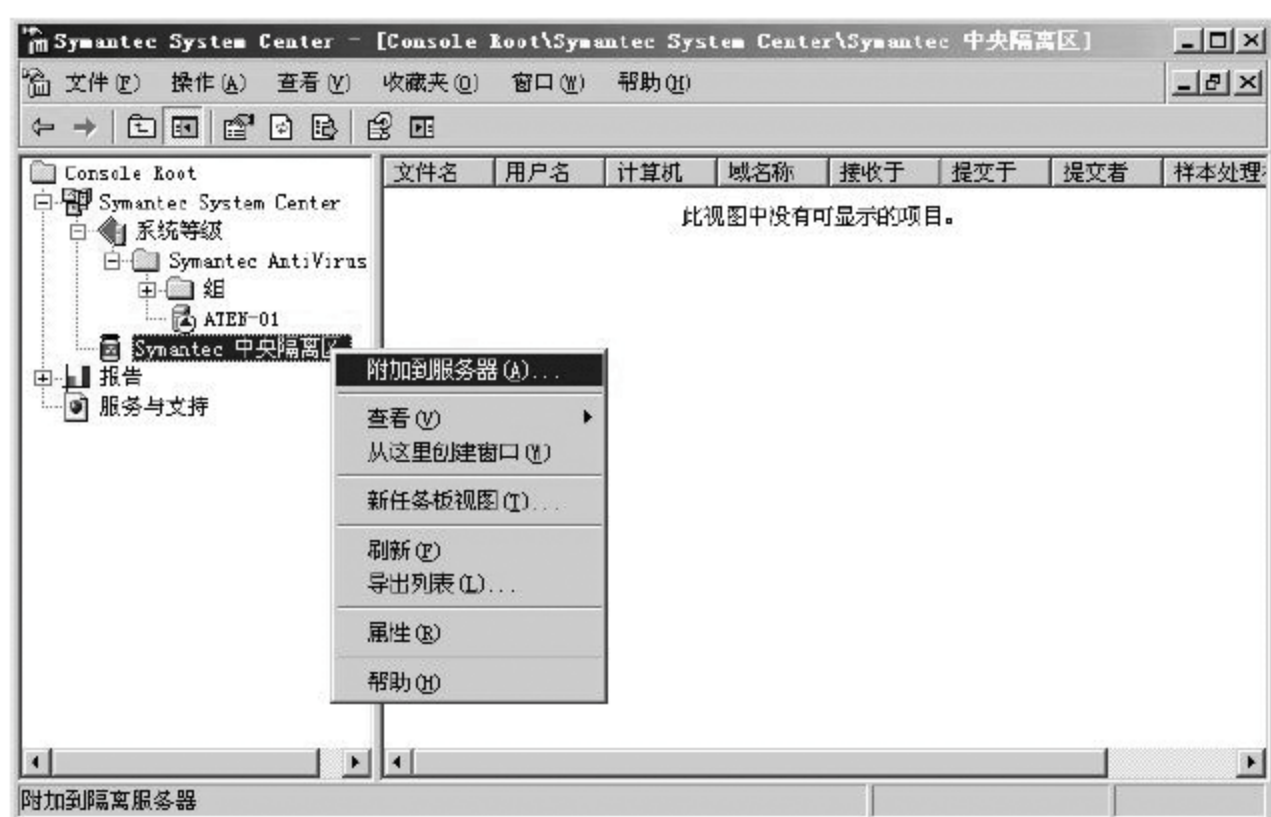 Symantec System Center - [Console Root\Symantec System Center\Symantec 中央隔离区]
文件(F) 操作(A) 查看(V) 收藏夹(O) 窗口(W) 帮助(H)
Console Root
Symantec System Center
系统等级
Symantec AntiVirus
组
ATEN-01
Symantec 中央隔离区
报告
服务与支持
文件名 用户名 计算机 域名称 接收于 提交于 提交者 样本处理
此视图中没有可显示的项目。
附加到服务器(A)...
查看(V)
从这里创建窗口(W)
新任务板视图(T)...
刷新(F)
导出列表(L)...
属性(R)
帮助(H)
附加到隔离服务器